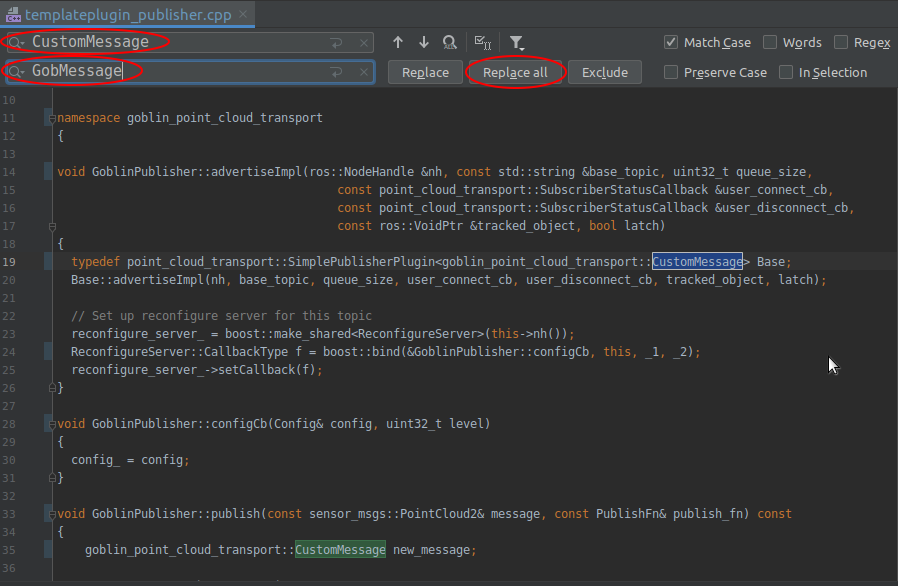 templateplugin_publisher.cpp
CustomMessage
Match Case Words Regex
GobMessage
Replace Replace all Exclude Preserve Case In Selection
10
11 namespace goblin_point_cloud_transport
12 {
13
14 void GoblinPublisher::advertiseImpl(ros::NodeHandle &nh, const std::string &base_topic, uint32_t queue_size,
15 const point_cloud_transport::SubscriberStatusCallback &user_connect_cb,
16 const point_cloud_transport::SubscriberStatusCallback &user_disconnect_cb,
17 const ros::VoidPtr &tracked_object, bool latch)
18 {
19 typedef point_cloud_transport::SimplePublisherPlugin<goblin_point_cloud_transport::CustomMessage> Base;
20 Base::advertiseImpl(nh, base_topic, queue_size, user_connect_cb, user_disconnect_cb, tracked_object, latch);
21
22 // Set up reconfigure server for this topic
23 reconfigure_server_ = boost::make_shared<ReconfigureServer>(this->nh());
24 ReconfigureServer::CallbackType f = boost::bind(&GoblinPublisher::configCb, this, _1, _2);
25 reconfigure_server_->setCallback(f);
26 }
27
28 void GoblinPublisher::configCb(Config& config, uint32_t level)
29 {
30 config_ = config;
31 }
32
33 void GoblinPublisher::publish(const sensor_msgs::PointCloud2& message, const PublishFn& publish_fn) const
34 {
35 goblin_point_cloud_transport::CustomMessage new_message;
36